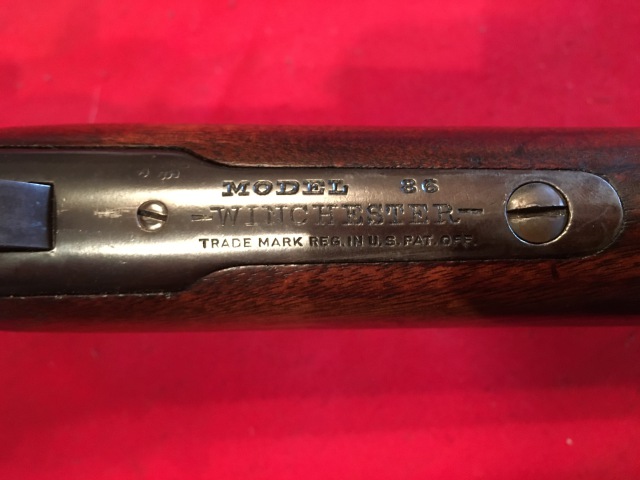 MODEL 86
-WINCHESTER-
TRADE MARK REG. IN U.S. PAT. OFF.